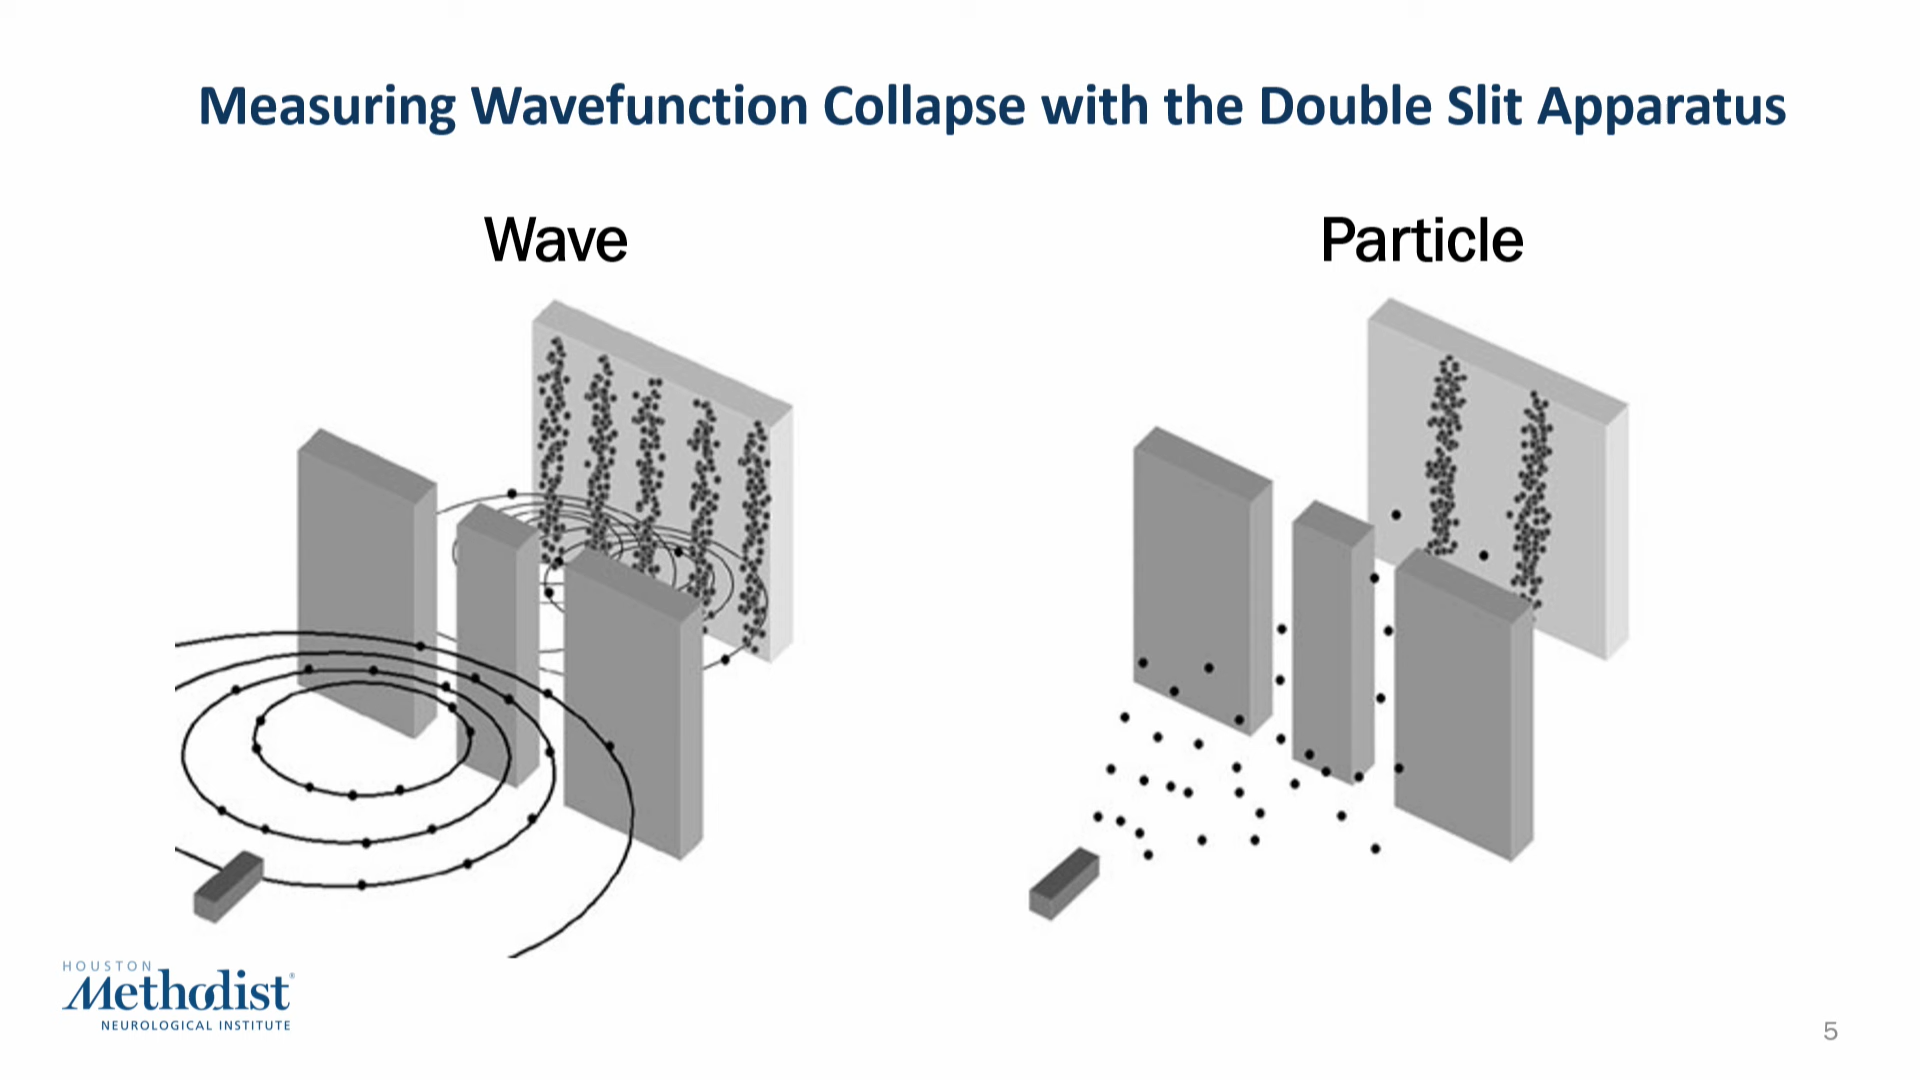 Measuring Wavefunction Collapse with the Double Slit Apparatus
Wave
Particle
HOUSTON
Methodist®
NEUROLOGICAL INSTITUTE
5